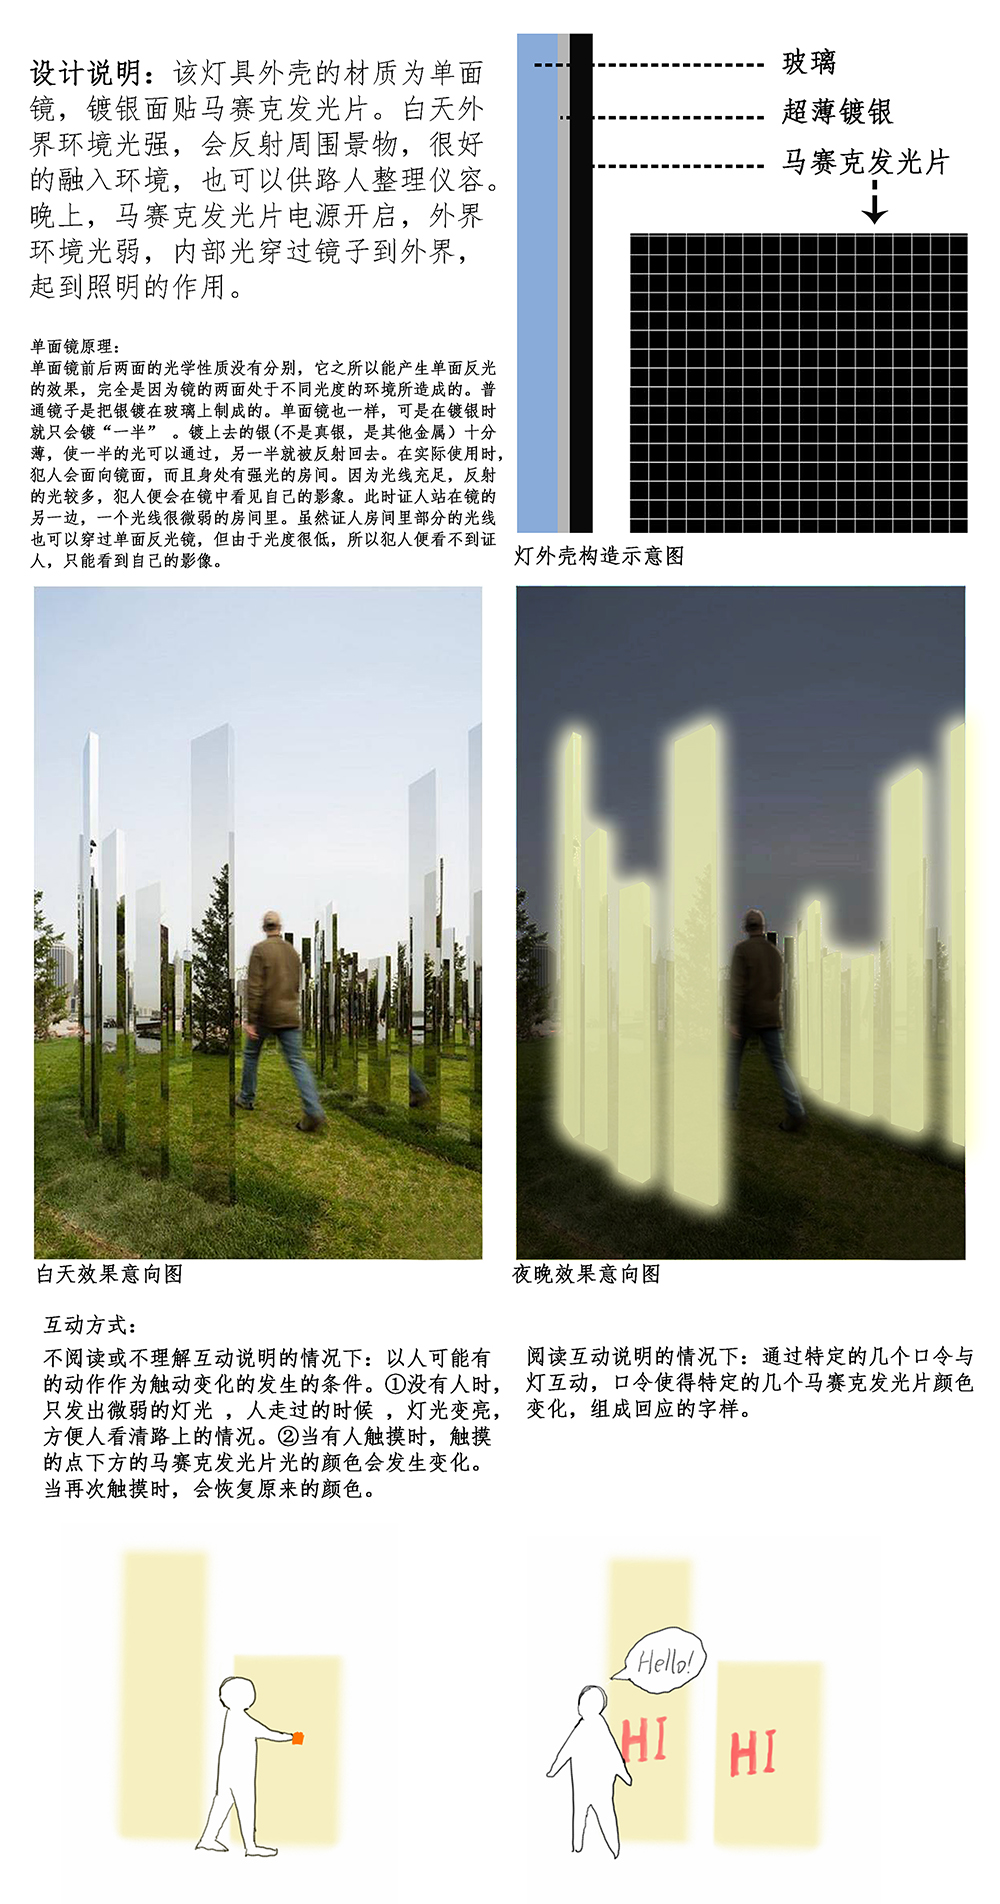 设计说明：该灯具外壳的材质为单面
镜，镀银面贴马赛克发光片。白天外
界环境光强，会反射周围景物，很好
的融入环境，也可以供路人整理仪容。
晚上，马赛克发光片电源开启，外界
环境光弱，内部光穿过镜子到外界，
起到照明的作用。
玻璃
超薄镀银
马赛克发光片
单面镜原理：
单面镜前后两面的光学性质没有分别，它之所以能产生单面反光
的效果，完全是因为镜的两面处于不同光度的环境所造成的。普
通镜子是把银镀在玻璃上制成的。单面镜也一样，可是在镀银时
就只会镀“一半” 。镀上去的银(不是真银，是其他金属）十分
薄，使一半的光可以通过，另一半就被反射回去。在实际使用时，
犯人会面向镜面，而且身处有强光的房间。因为光线充足，反射
的光较多，犯人便会在镜中看见自己的影象。此时证人站在镜的
另一边，一个光线很微弱的房间里。虽然证人房间里部分的光线
也可以穿过单面反光镜，但由于光度很低，所以犯人便看不到证
人，只能看到自己的影像。
灯外壳构造示意图
白天效果意向图
夜晚效果意向图
互动方式：
不阅读或不理解互动说明的情况下：以人可能有
的动作作为触动变化的发生的条件。①没有人时，
只发出微弱的灯光 ，人走过的时候 ，灯光变亮，
方便人看清路上的情况。②当有人触摸时，触摸
的点下方的马赛克发光片光的颜色会发生变化。
当再次触摸时，会恢复原来的颜色。
阅读互动说明的情况下：通过特定的几个口令与
灯互动，口令使得特定的几个马赛克发光片颜色
变化，组成回应的字样。
Hello!
HI
HI